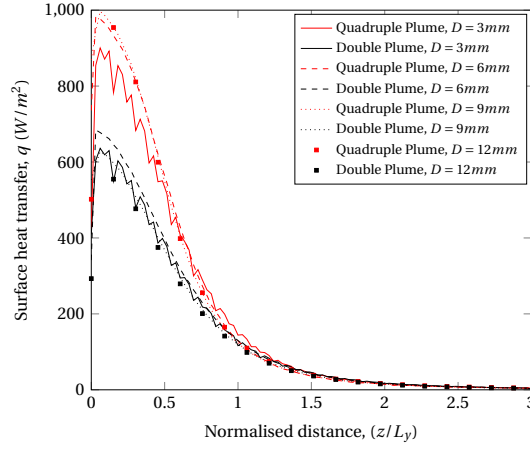 1,000
800
600
400
200
0
Surface heat transfer, q (W/m²)
0
0.5
1
1.5
2
2.5
3
Normalised distance, (z/L_y)
Quadruple Plume, D = 3mm
Double Plume, D = 3mm
Quadruple Plume, D = 6mm
Double Plume, D = 6mm
Quadruple Plume, D = 9mm
Double Plume, D = 9mm
Quadruple Plume, D = 12mm
Double Plume, D = 12mm